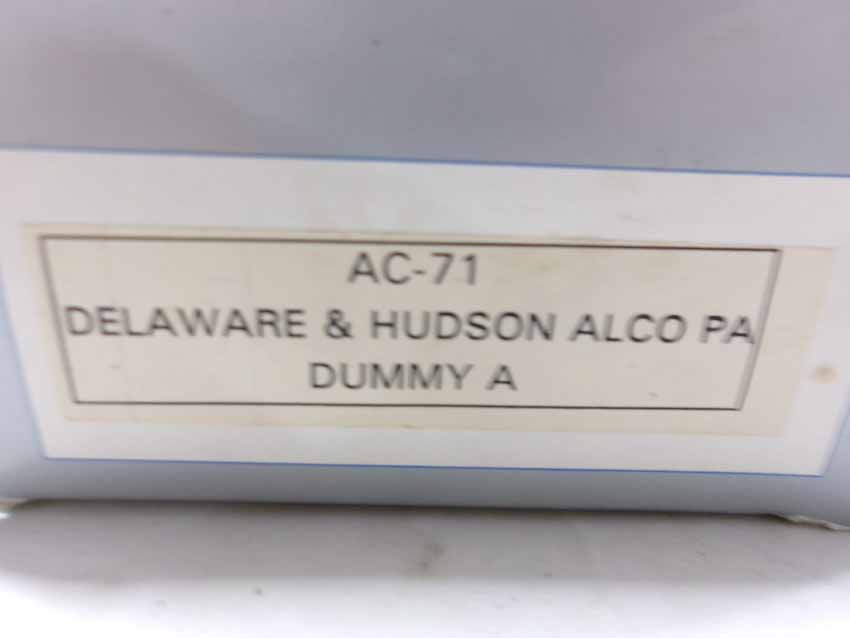 AC-71
DELAWARE & HUDSON ALCO PA
DUMMY A